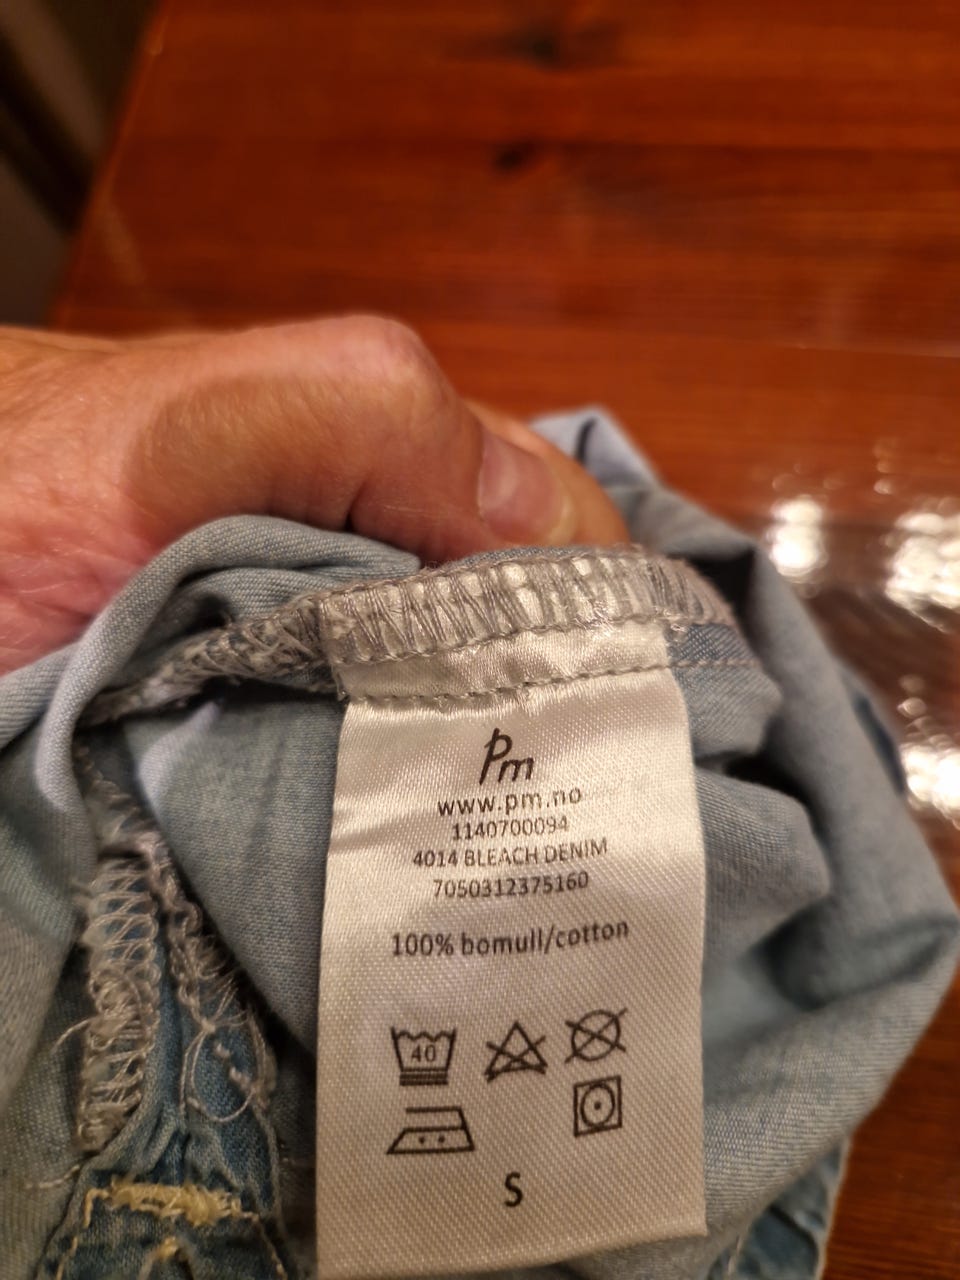 Pm
www.pm.no
1140700094
4014 BLEACH DENIM
7050312375160
100% bomull/cotton
40
S